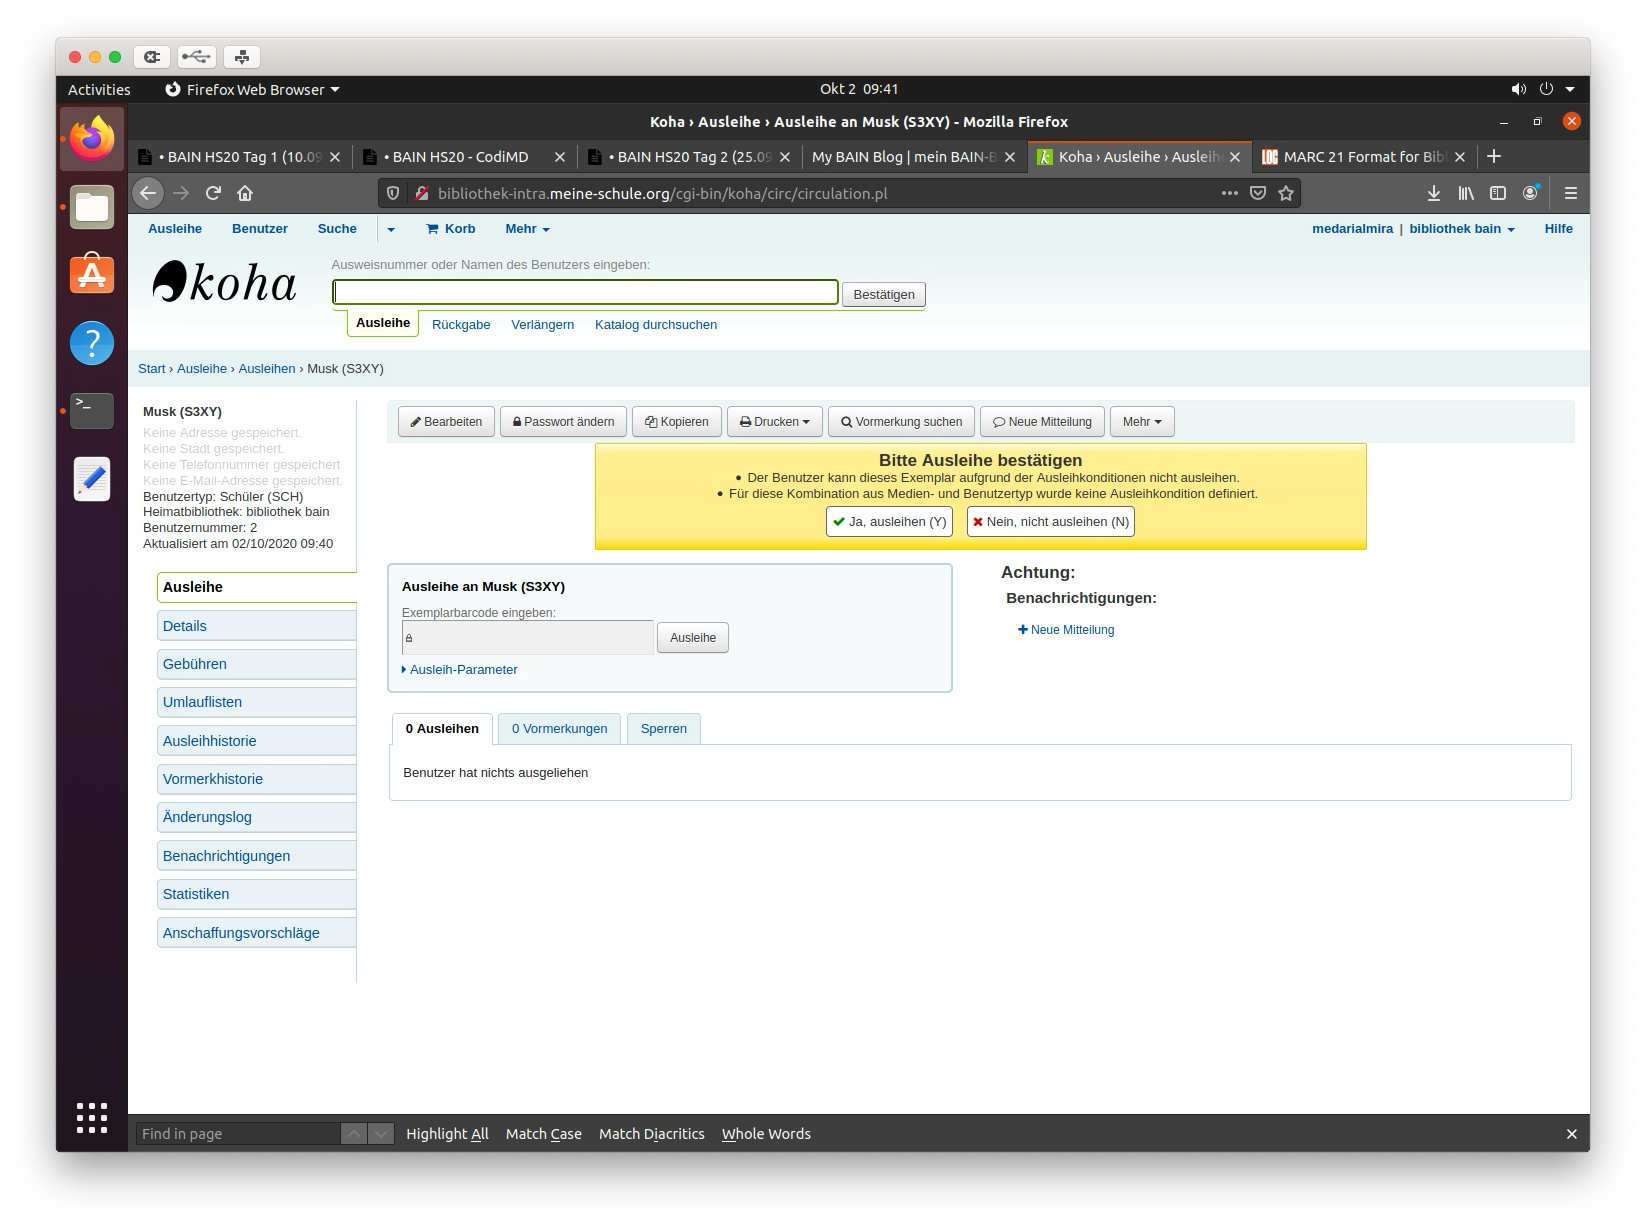 Activities
Firefox Web Browser
Okt 2 09:41
Koha › Ausleihe › Ausleihe an Musk (S3XY) - Mozilla Firefox
• BAIN HS20 Tag 1 (10.09
• BAIN HS20 - CodiMD
• BAIN HS20 Tag 2 (25.09
My BAIN Blog | mein BAIN-B
Koha › Ausleihe › Ausleih
MARC 21 Format for Bibl
bibliothek-intra.meine-schule.org/cgi-bin/koha/circ/circulation.pl
Ausleihe
Benutzer
Suche
Korb
Mehr
medarialmira | bibliothek bain
Hilfe
koha
Ausweisnummer oder Namen des Benutzers eingeben:
Bestätigen
Ausleihe
Rückgabe
Verlängern
Katalog durchsuchen
Start › Ausleihe › Ausleihen › Musk (S3XY)
Musk (S3XY)
Keine Adresse gespeichert.
Keine Stadt gespeichert.
Keine Telefonnummer gespeichert
Keine E-Mail-Adresse gespeichert.
Benutzertyp: Schüler (SCH)
Heimatbibliothek: bibliothek bain
Benutzernummer: 2
Aktualisiert am 02/10/2020 09:40
Ausleihe
Details
Gebühren
Umlauflisten
Ausleihhistorie
Vormerkhistorie
Änderungslog
Benachrichtigungen
Statistiken
Anschaffungsvorschläge
Bearbeiten
Passwort ändern
Kopieren
Drucken
Vormerkung suchen
Neue Mitteilung
Mehr
Bitte Ausleihe bestätigen
• Der Benutzer kann dieses Exemplar aufgrund der Ausleihkonditionen nicht ausleihen.
• Für diese Kombination aus Medien- und Benutzertyp wurde keine Ausleihkondition definiert.
Ja, ausleihen (Y)
Nein, nicht ausleihen (N)
Ausleihe an Musk (S3XY)
Exemplarbarcode eingeben:
Ausleihe
Ausleih-Parameter
Achtung:
Benachrichtigungen:
Neue Mitteilung
0 Ausleihen
0 Vormerkungen
Sperren
Benutzer hat nichts ausgeliehen
Find in page
Highlight All
Match Case
Match Diacritics
Whole Words